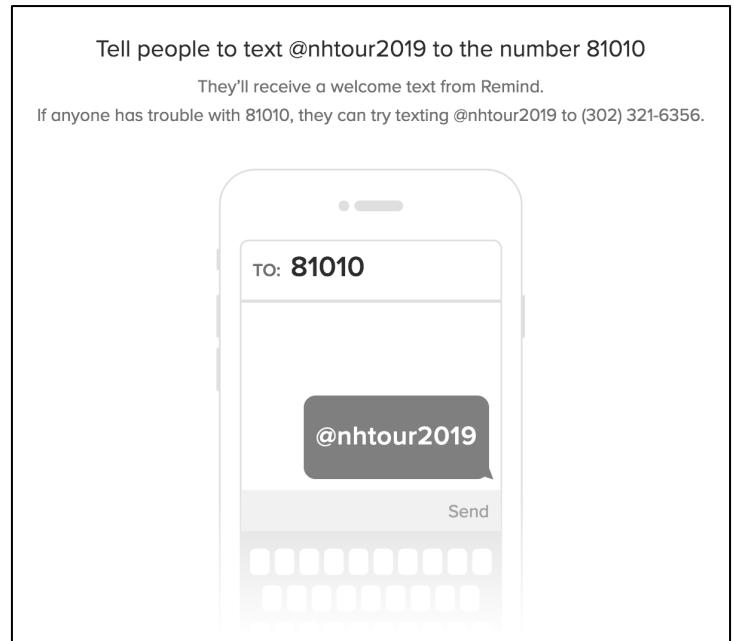 Tell people to text @nhtour2019 to the number 81010
They’ll receive a welcome text from Remind.
If anyone has trouble with 81010, they can try texting @nhtour2019 to (302) 321-6356.
TO: 81010
@nhtour2019
Send